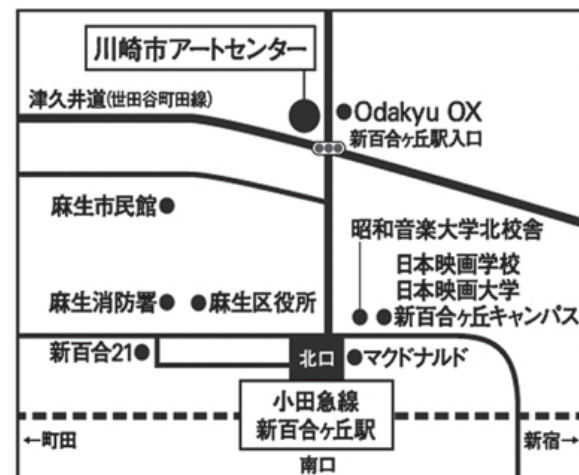 川崎市アートセンター
津久井道(世田谷町田線)
Odakyu OX
新百合ヶ丘駅入口
麻生市民館
昭和音楽大学北校舎
日本映画学校
日本映画大学
新百合ヶ丘キャンパス
麻生消防署
麻生区役所
新百合21
北口
マクドナルド
小田急線
新百合ヶ丘駅
←町田
新宿→
南口